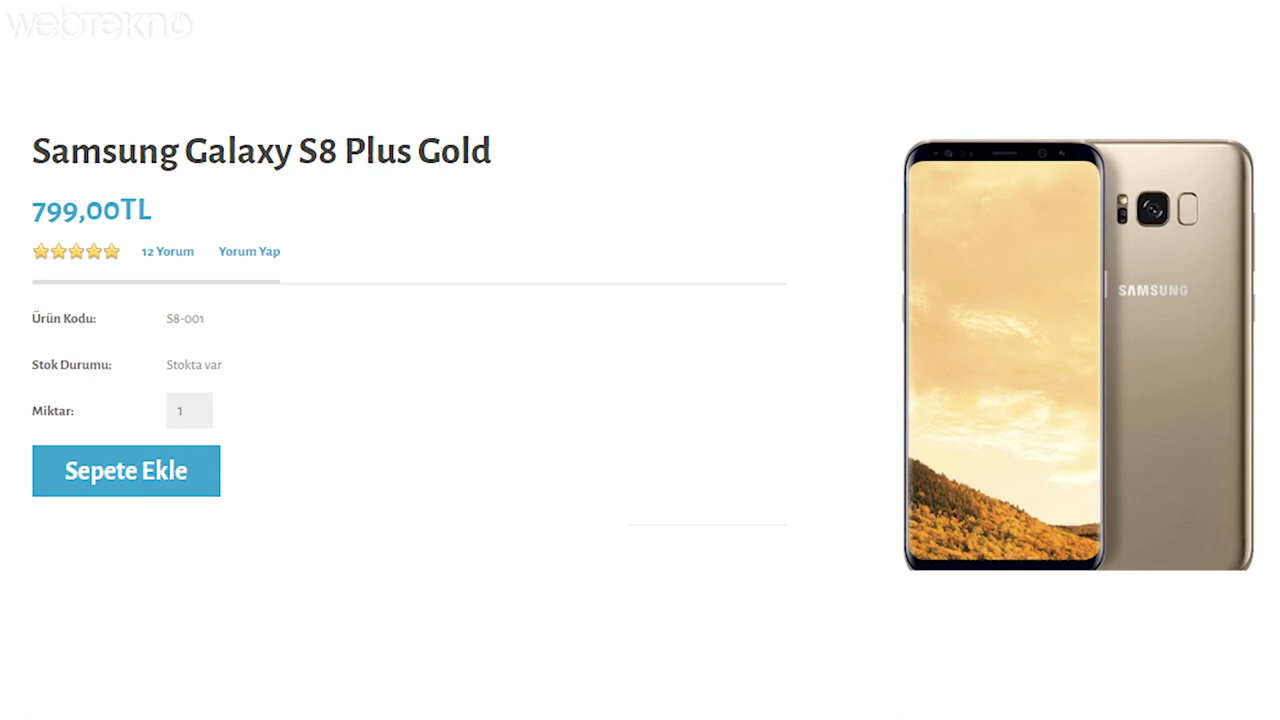 webtekno
Samsung Galaxy S8 Plus Gold
799,00TL
12 Yorum Yorum Yap
Ürün Kodu: S8-001
Stok Durumu: Stokta var
Miktar: 1
Sepete Ekle
SAMSUNG